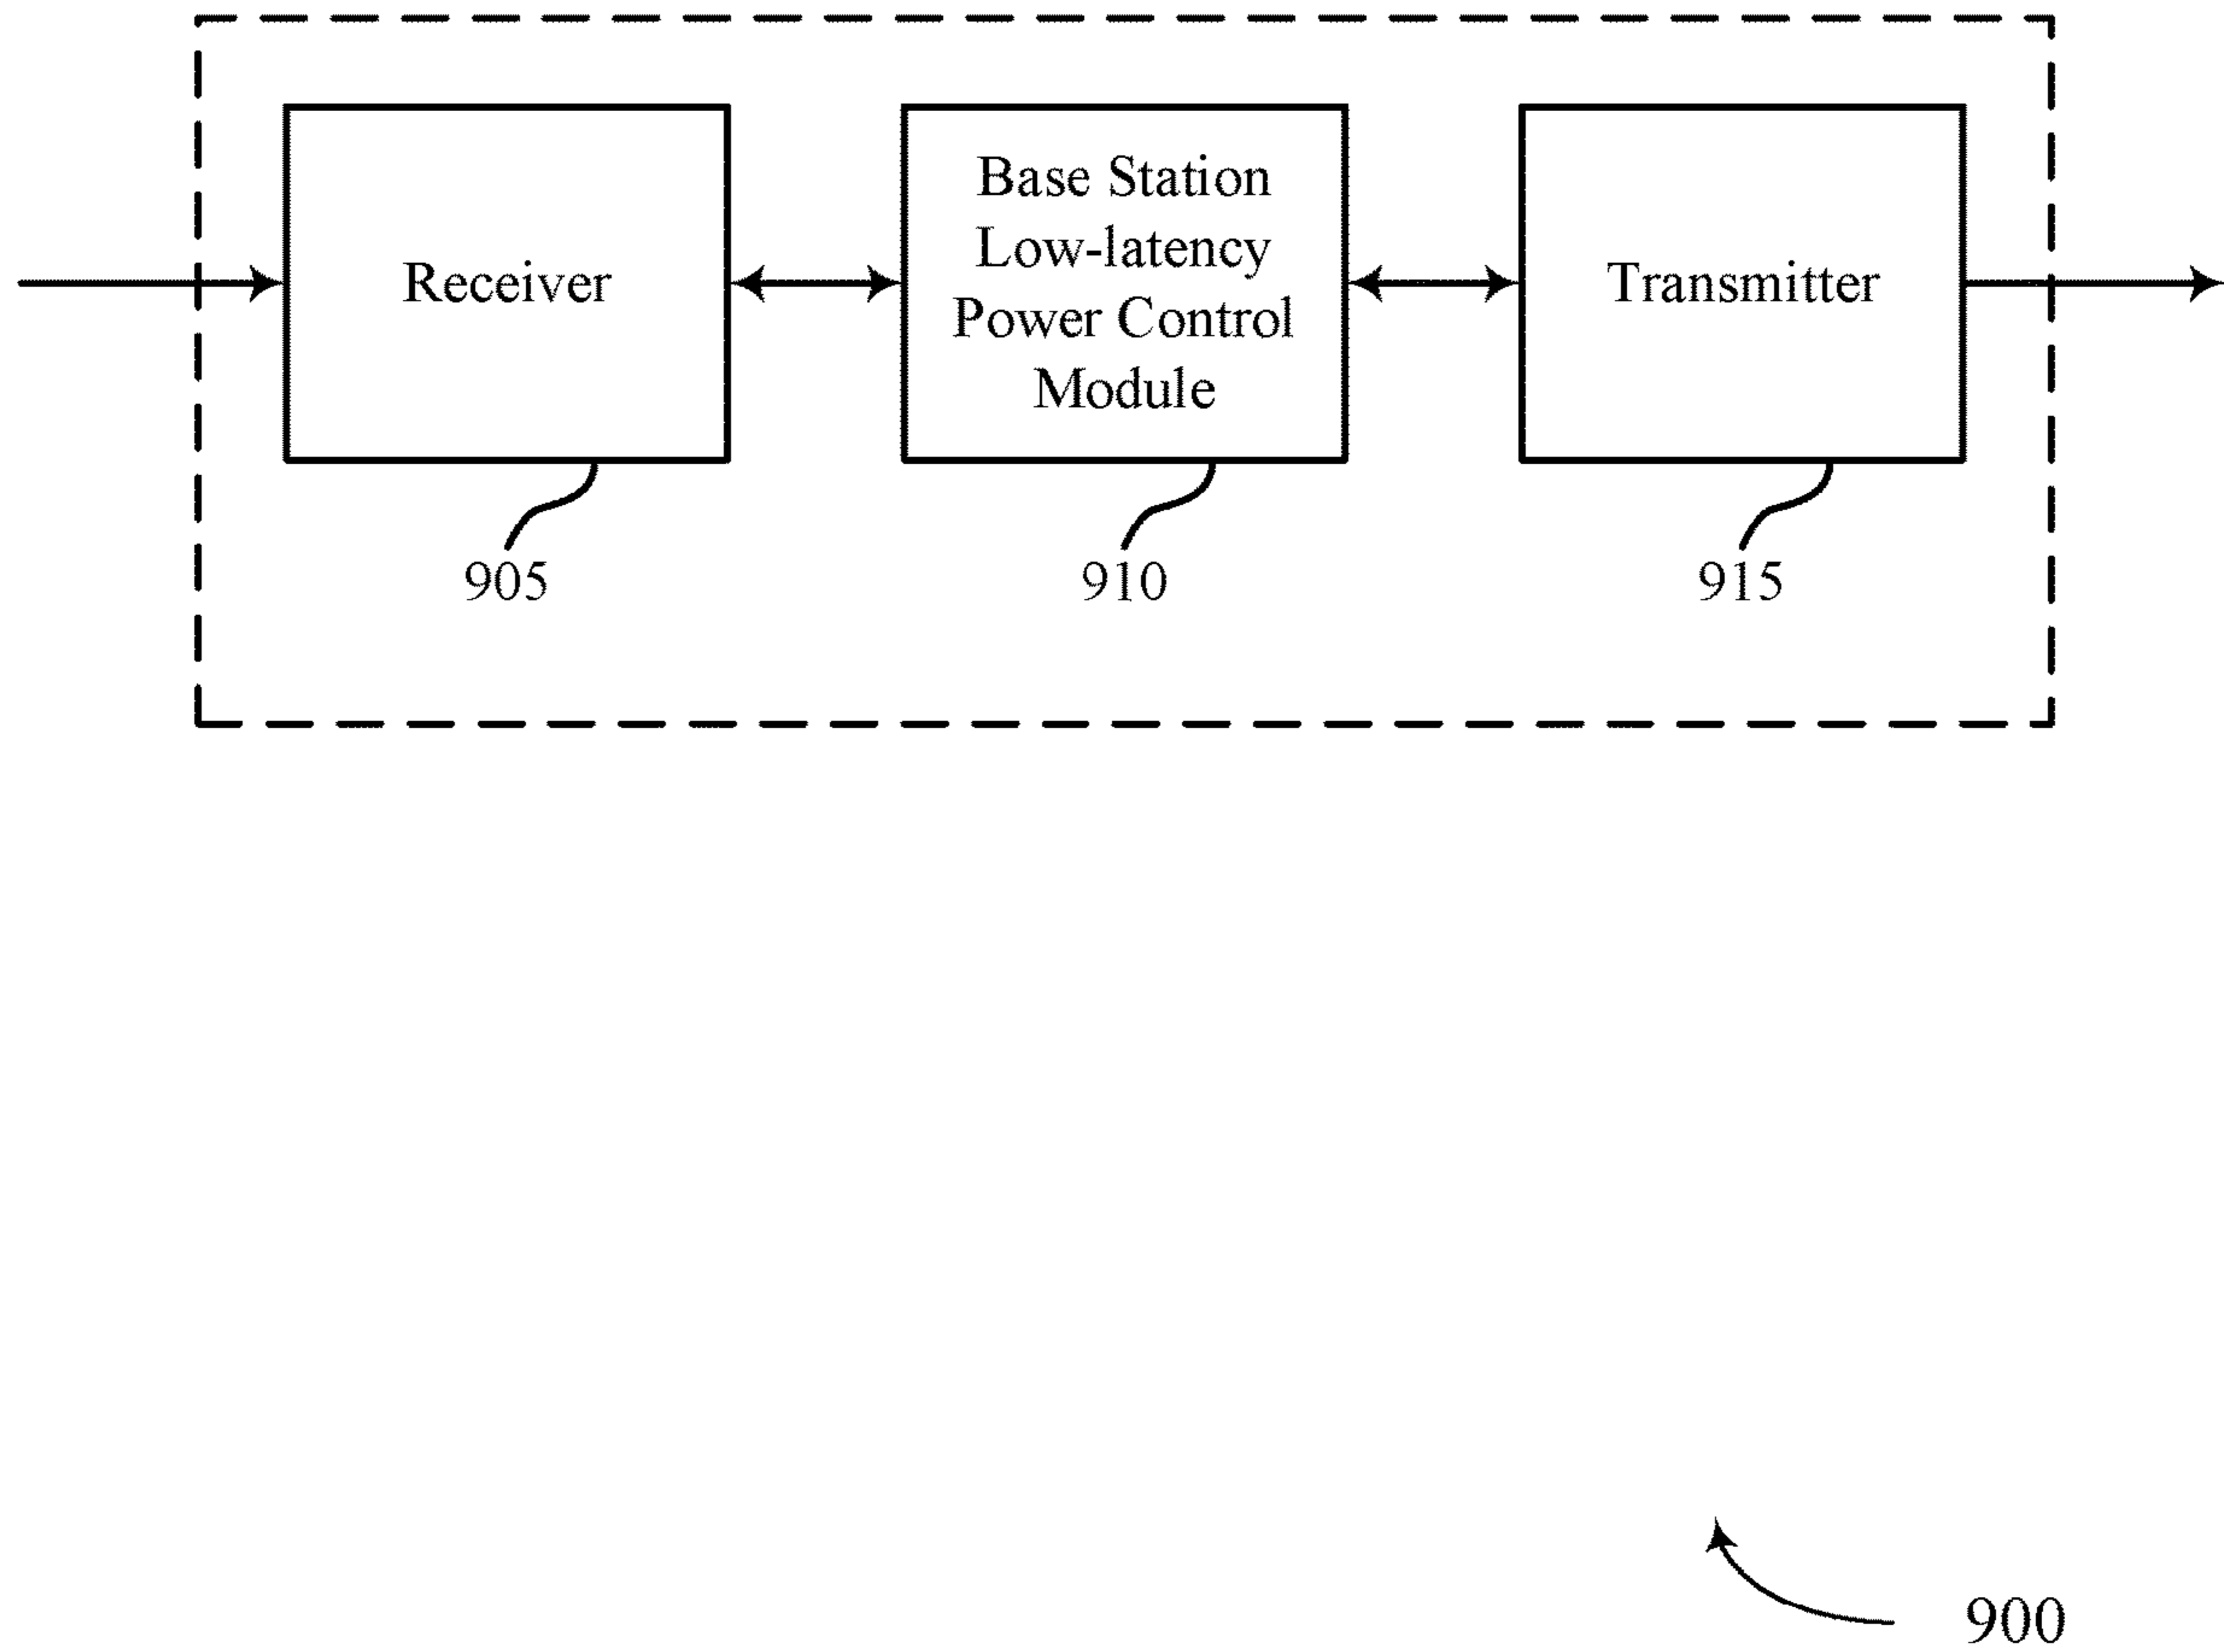 Receiver
Base Station
Low-latency
Power Control
Module
Transmitter
905
910
915
900